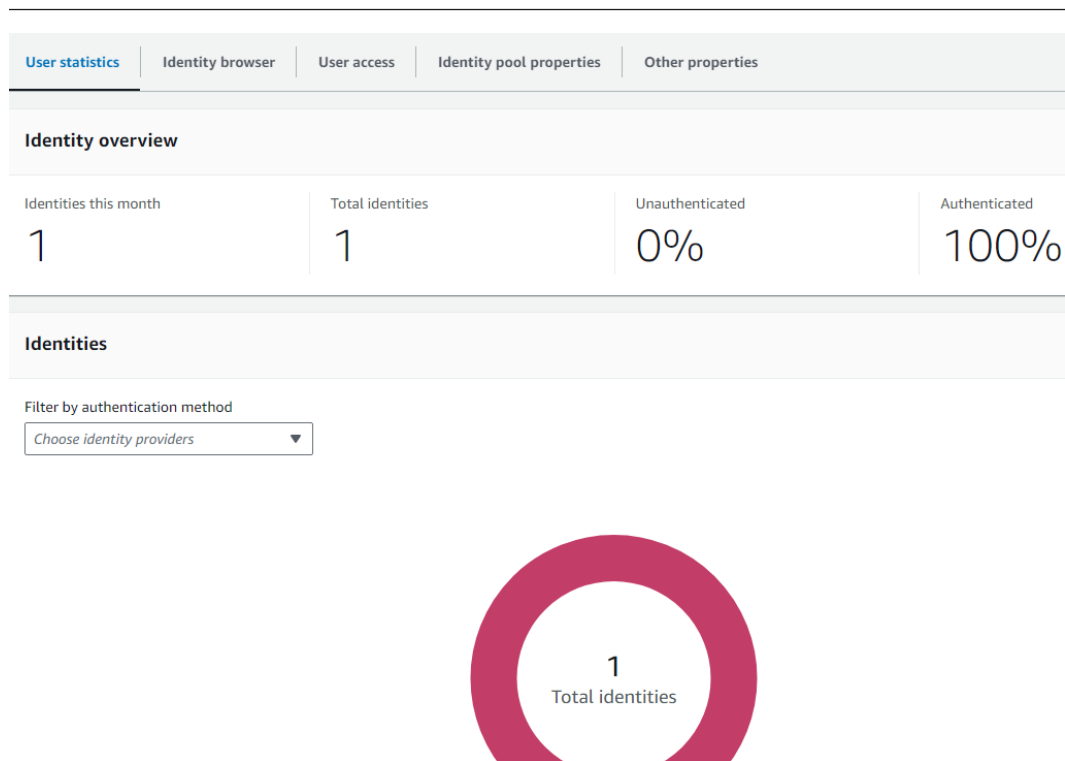 User statistics Identity browser User access Identity pool properties Other properties
Identity overview
Identities this month Total identities Unauthenticated Authenticated
1 1 0% 100%
Identities
Filter by authentication method
Choose identity providers
1
Total identities